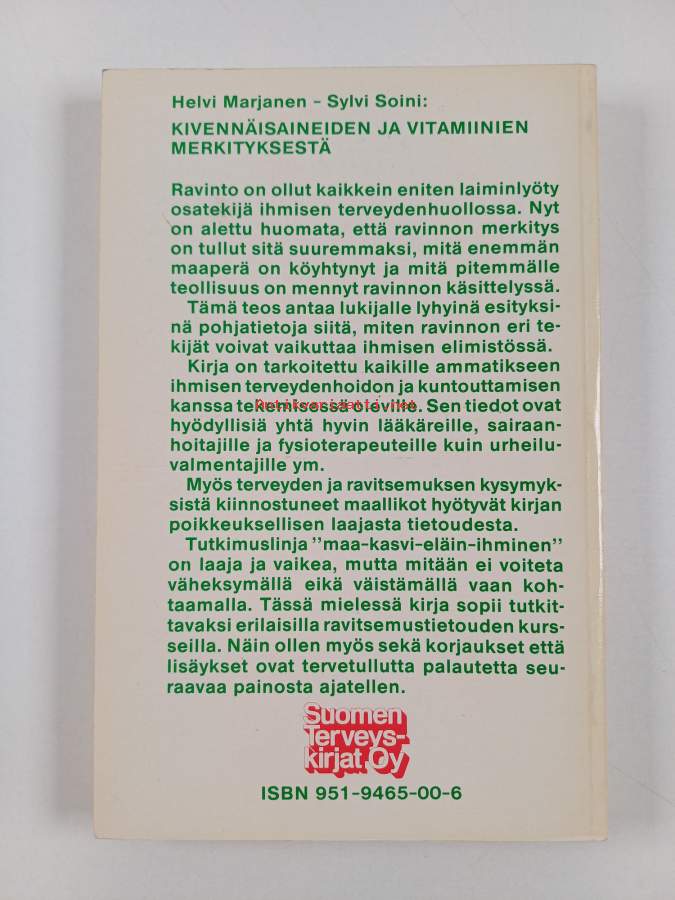 Helvi Marjanen – Sylvi Soini:
KIVENNÄISAINEIDEN JA VITAMIINIEN
MERKITYKSESTÄ
Ravinto on ollut kaikkein eniten laiminlyöty
osatekijä ihmisen terveydenhuollossa. Nyt
on alettu huomata, että ravinnon merkitys
on tullut sitä suuremmaksi, mitä enemmän
maaperä on köyhtynyt ja mitä pitemmälle
teollisuus on mennyt ravinnon käsittelyssä.
Tämä teos antaa lukijalle lyhyinä esityksi-
nä pohjatietoja siitä, miten ravinnon eri te-
kijät voivat vaikuttaa ihmisen elimistössä.
Kirja on tarkoitettu kaikille ammatikseen
ihmisen terveydenhoidon ja kuntouttamisen
kanssa tekemisessä oleville. Sen tiedot ovat
Antikvariaatti.net
hyödyllisiä yhtä hyvin lääkäreille, sairaan-
hoitajille ja fysioterapeuteille kuin urheilu-
valmentajille ym.
Myös terveyden ja ravitsemuksen kysymyk-
sistä kiinnostuneet maallikot hyötyvät kirjan
poikkeuksellisen laajasta tietoudesta.
Tutkimuslinja ”maa-kasvi-eläin-ihminen”
on laaja ja vaikea, mutta mitään ei voiteta
väheksymällä eikä väistämällä vaan koh-
taamalla. Tässä mielessä kirja sopii tutkit-
tavaksi erilaisilla ravitsemustietouden kurs-
seilla. Näin ollen myös sekä korjaukset että
lisäykset ovat tervetullutta palautetta seu-
raavaa painosta ajatellen.
Suomen
Terveys-
kirjat Oy
ISBN 951-9465-00-6